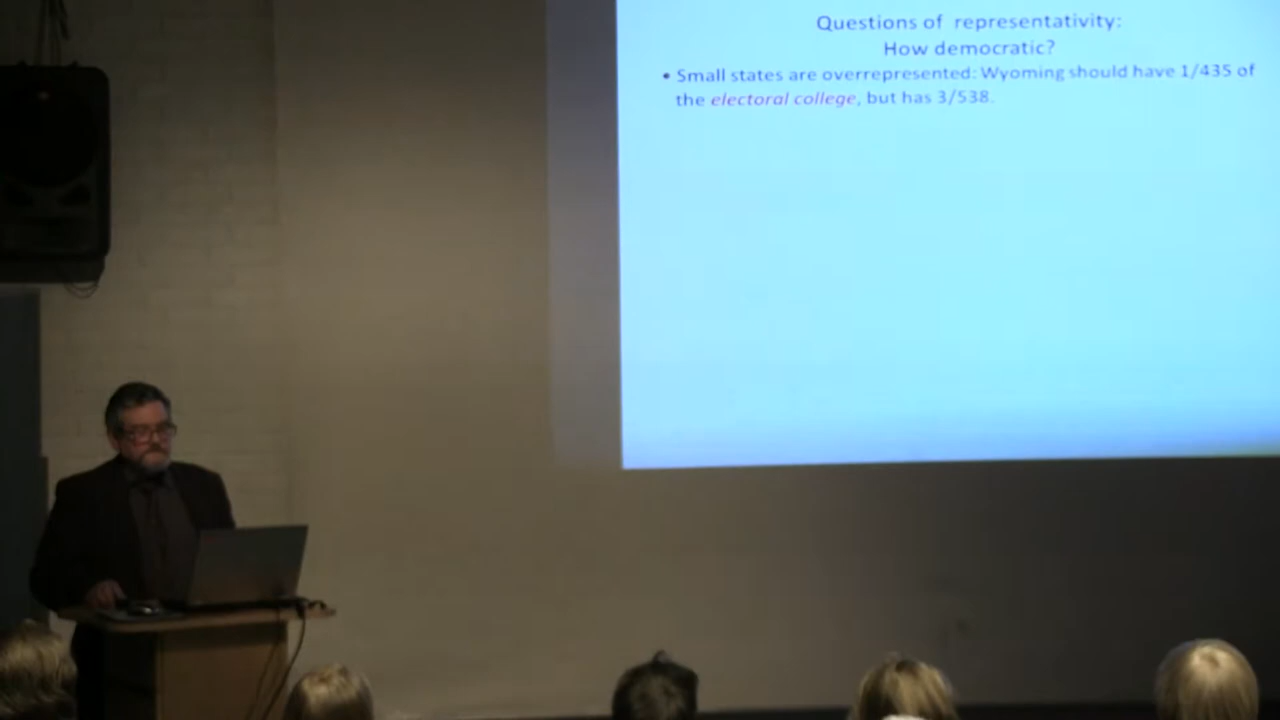 Questions of representativity:
How democratic?
• Small states are overrepresented: Wyoming should have 1/435 of
the electoral college, but has 3/538.